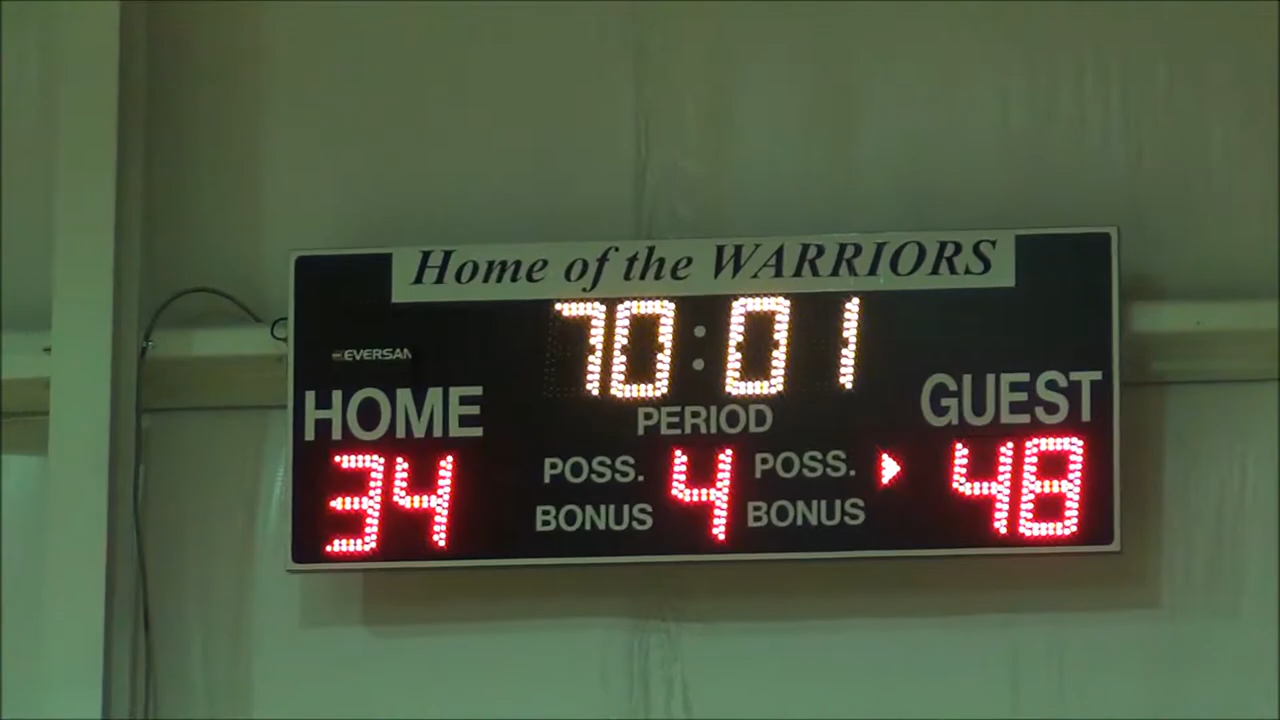 Home of the WARRIORS
70:01
EVERSAN
HOME
PERIOD
GUEST
34
POSS.
4
POSS.
48
BONUS
BONUS